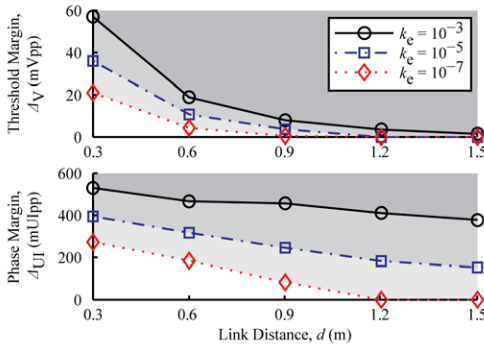 Threshold Margin,
ΔV (mVpp)
60
40
20
0
0.3 0.6 0.9 1.2 1.5
ke = 10−3
ke = 10−5
ke = 10−7
Phase Margin,
ΔUI (mUIpp)
600
400
200
0
0.3 0.6 0.9 1.2 1.5
Link Distance, d (m)